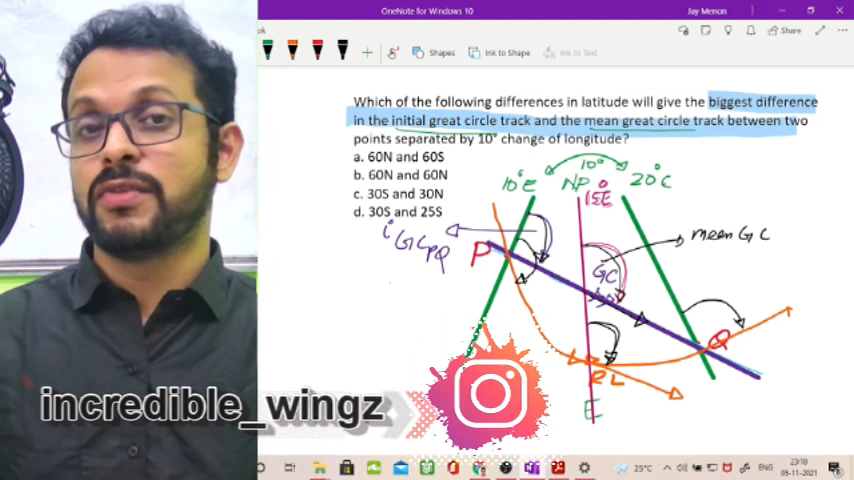 OneNote for Windows 10
Jay Menon
Shapes
Ink to Shape
Ink to Text
Share
Which of the following differences in latitude will give the biggest difference
in the initial great circle track and the mean great circle track between two
points separated by 10° change of longitude?
a. 60N and 60S
b. 60N and 60N
c. 30S and 30N
d. 30S and 25S
10°
10°E
NP
15E
mean GC
GC
P
Q
RL
E
incredible_wingz
25°C
ENG
23:10
05-11-2021